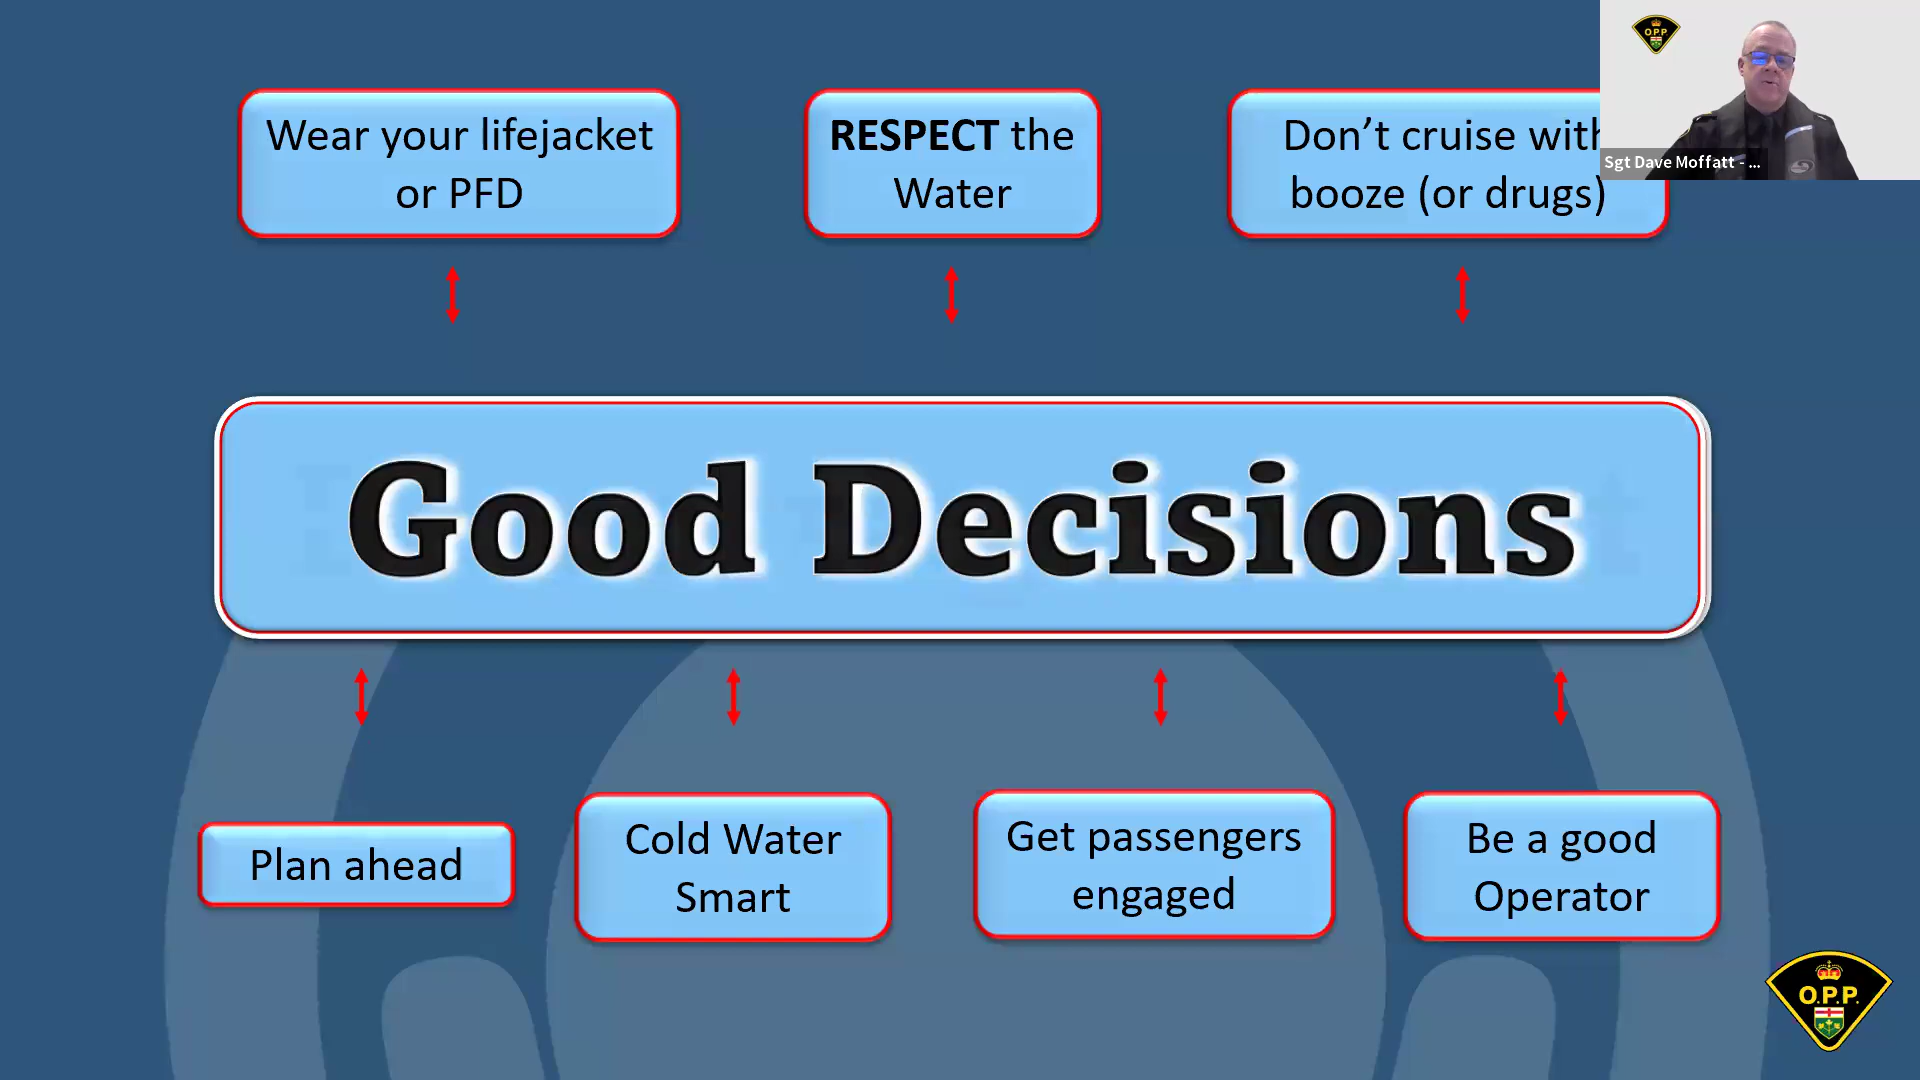 OPP
Wear your lifejacket
or PFD
RESPECT the
Water
Don't cruise with
booze (or drugs)
Sgt Dave Moffatt - ...
Good Decisions
Plan ahead
Cold Water
Smart
Get passengers
engaged
Be a good
Operator
O.P.P.